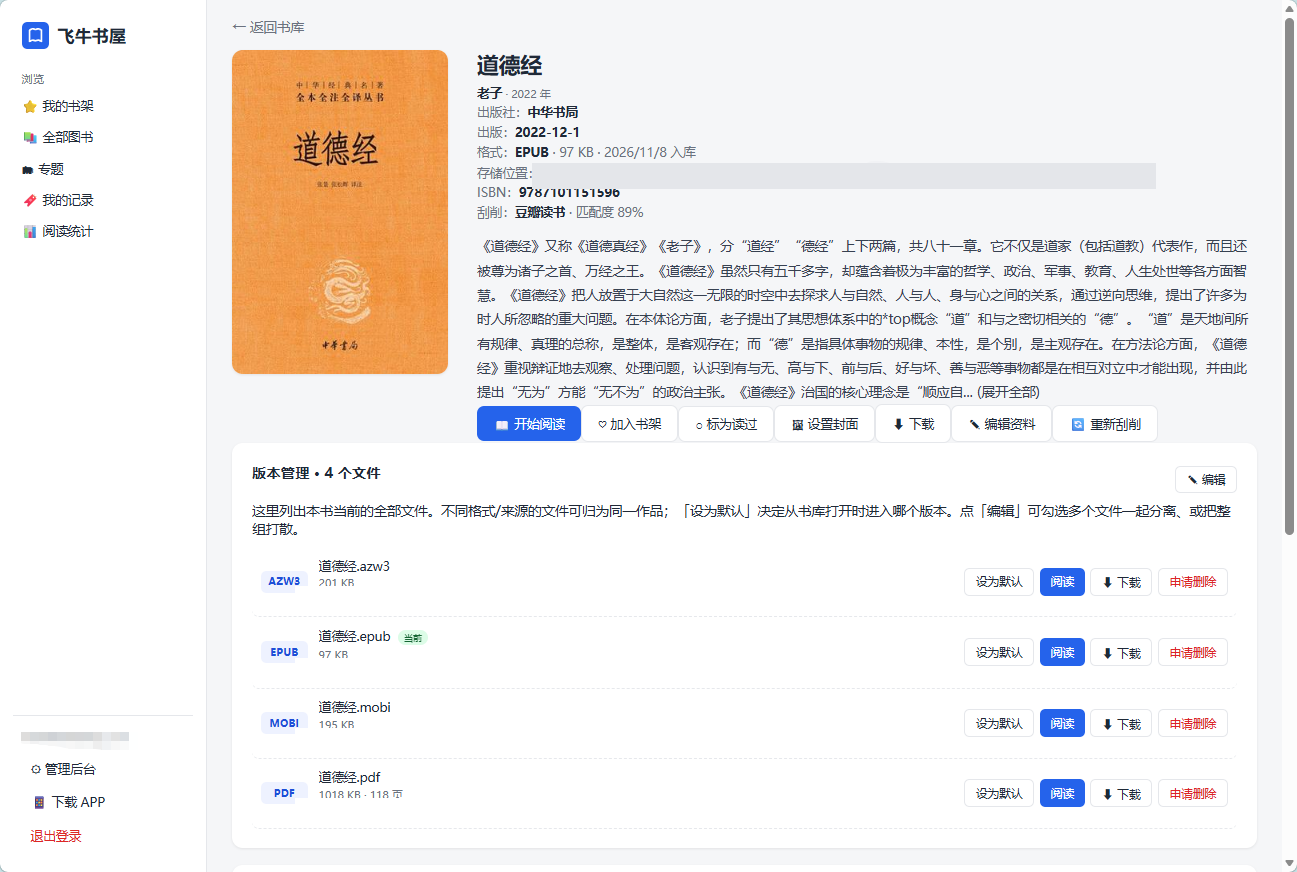 飞牛书屋
浏览
我的书架
全部图书
专题
我的记录
阅读统计
管理后台
下载 APP
退出登录
← 返回书库
中|华|经|典|名|著
全本全注全译丛书
道德经
中华书局
道德经
老子 · 2022 年
出版社： 中华书局
出版： 2022-12-1
格式： EPUB · 97 KB · 2026/11/8 入库
存储位置：
ISBN： 9787101151596
刮削： 豆瓣读书 · 匹配度 89%
《道德经》又称《道德真经》《老子》，分“道经”“德经”上下两篇，共八十一章。它不仅是道家（包括道教）代表作，而且还
被尊为诸子之首、万经之王。《道德经》虽然只有五千多字，却蕴含着极为丰富的哲学、政治、军事、教育、人生处世等各方面智
慧。《道德经》把人放置于大自然这一无限的时空中去探求人与自然、人与人、身与心之间的关系，通过逆向思维，提出了许多为
时人所忽略的重大问题。在本体论方面，老子提出了其思想体系中的*top概念“道”和与之密切相关的“德”。“道”是天地间所
有规律、真理的总称，是整体，是客观存在；而“德”是指具体事物的规律、本性，是个别，是主观存在。在方法论方面，《道德
经》重视辩证地去观察、处理问题，认识到有与无、高与下、前与后、好与坏、善与恶等事物都是在相互对立中才能出现，并由此
提出“无为”方能“无不为”的政治主张。《道德经》治国的核心理念是“顺应自... (展开全部)
开始阅读 ♡ 加入书架 ○ 标为读过 设置封面 ⬇ 下载 编辑资料 重新刮削
版本管理 • 4 个文件
编辑
这里列出本书当前的全部文件。不同格式/来源的文件可归为同一作品；「设为默认」决定从书库打开时进入哪个版本。点「编辑」可勾选多个文件一起分离、或把整
组打散。
AZW3 道德经.azw3 设为默认 阅读 ⬇ 下载 申请删除
201 KB
EPUB 道德经.epub 当前 设为默认 阅读 ⬇ 下载 申请删除
97 KB
MOBI 道德经.mobi 设为默认 阅读 ⬇ 下载 申请删除
195 KB
PDF 道德经.pdf 设为默认 阅读 ⬇ 下载 申请删除
1018 KB · 118 页